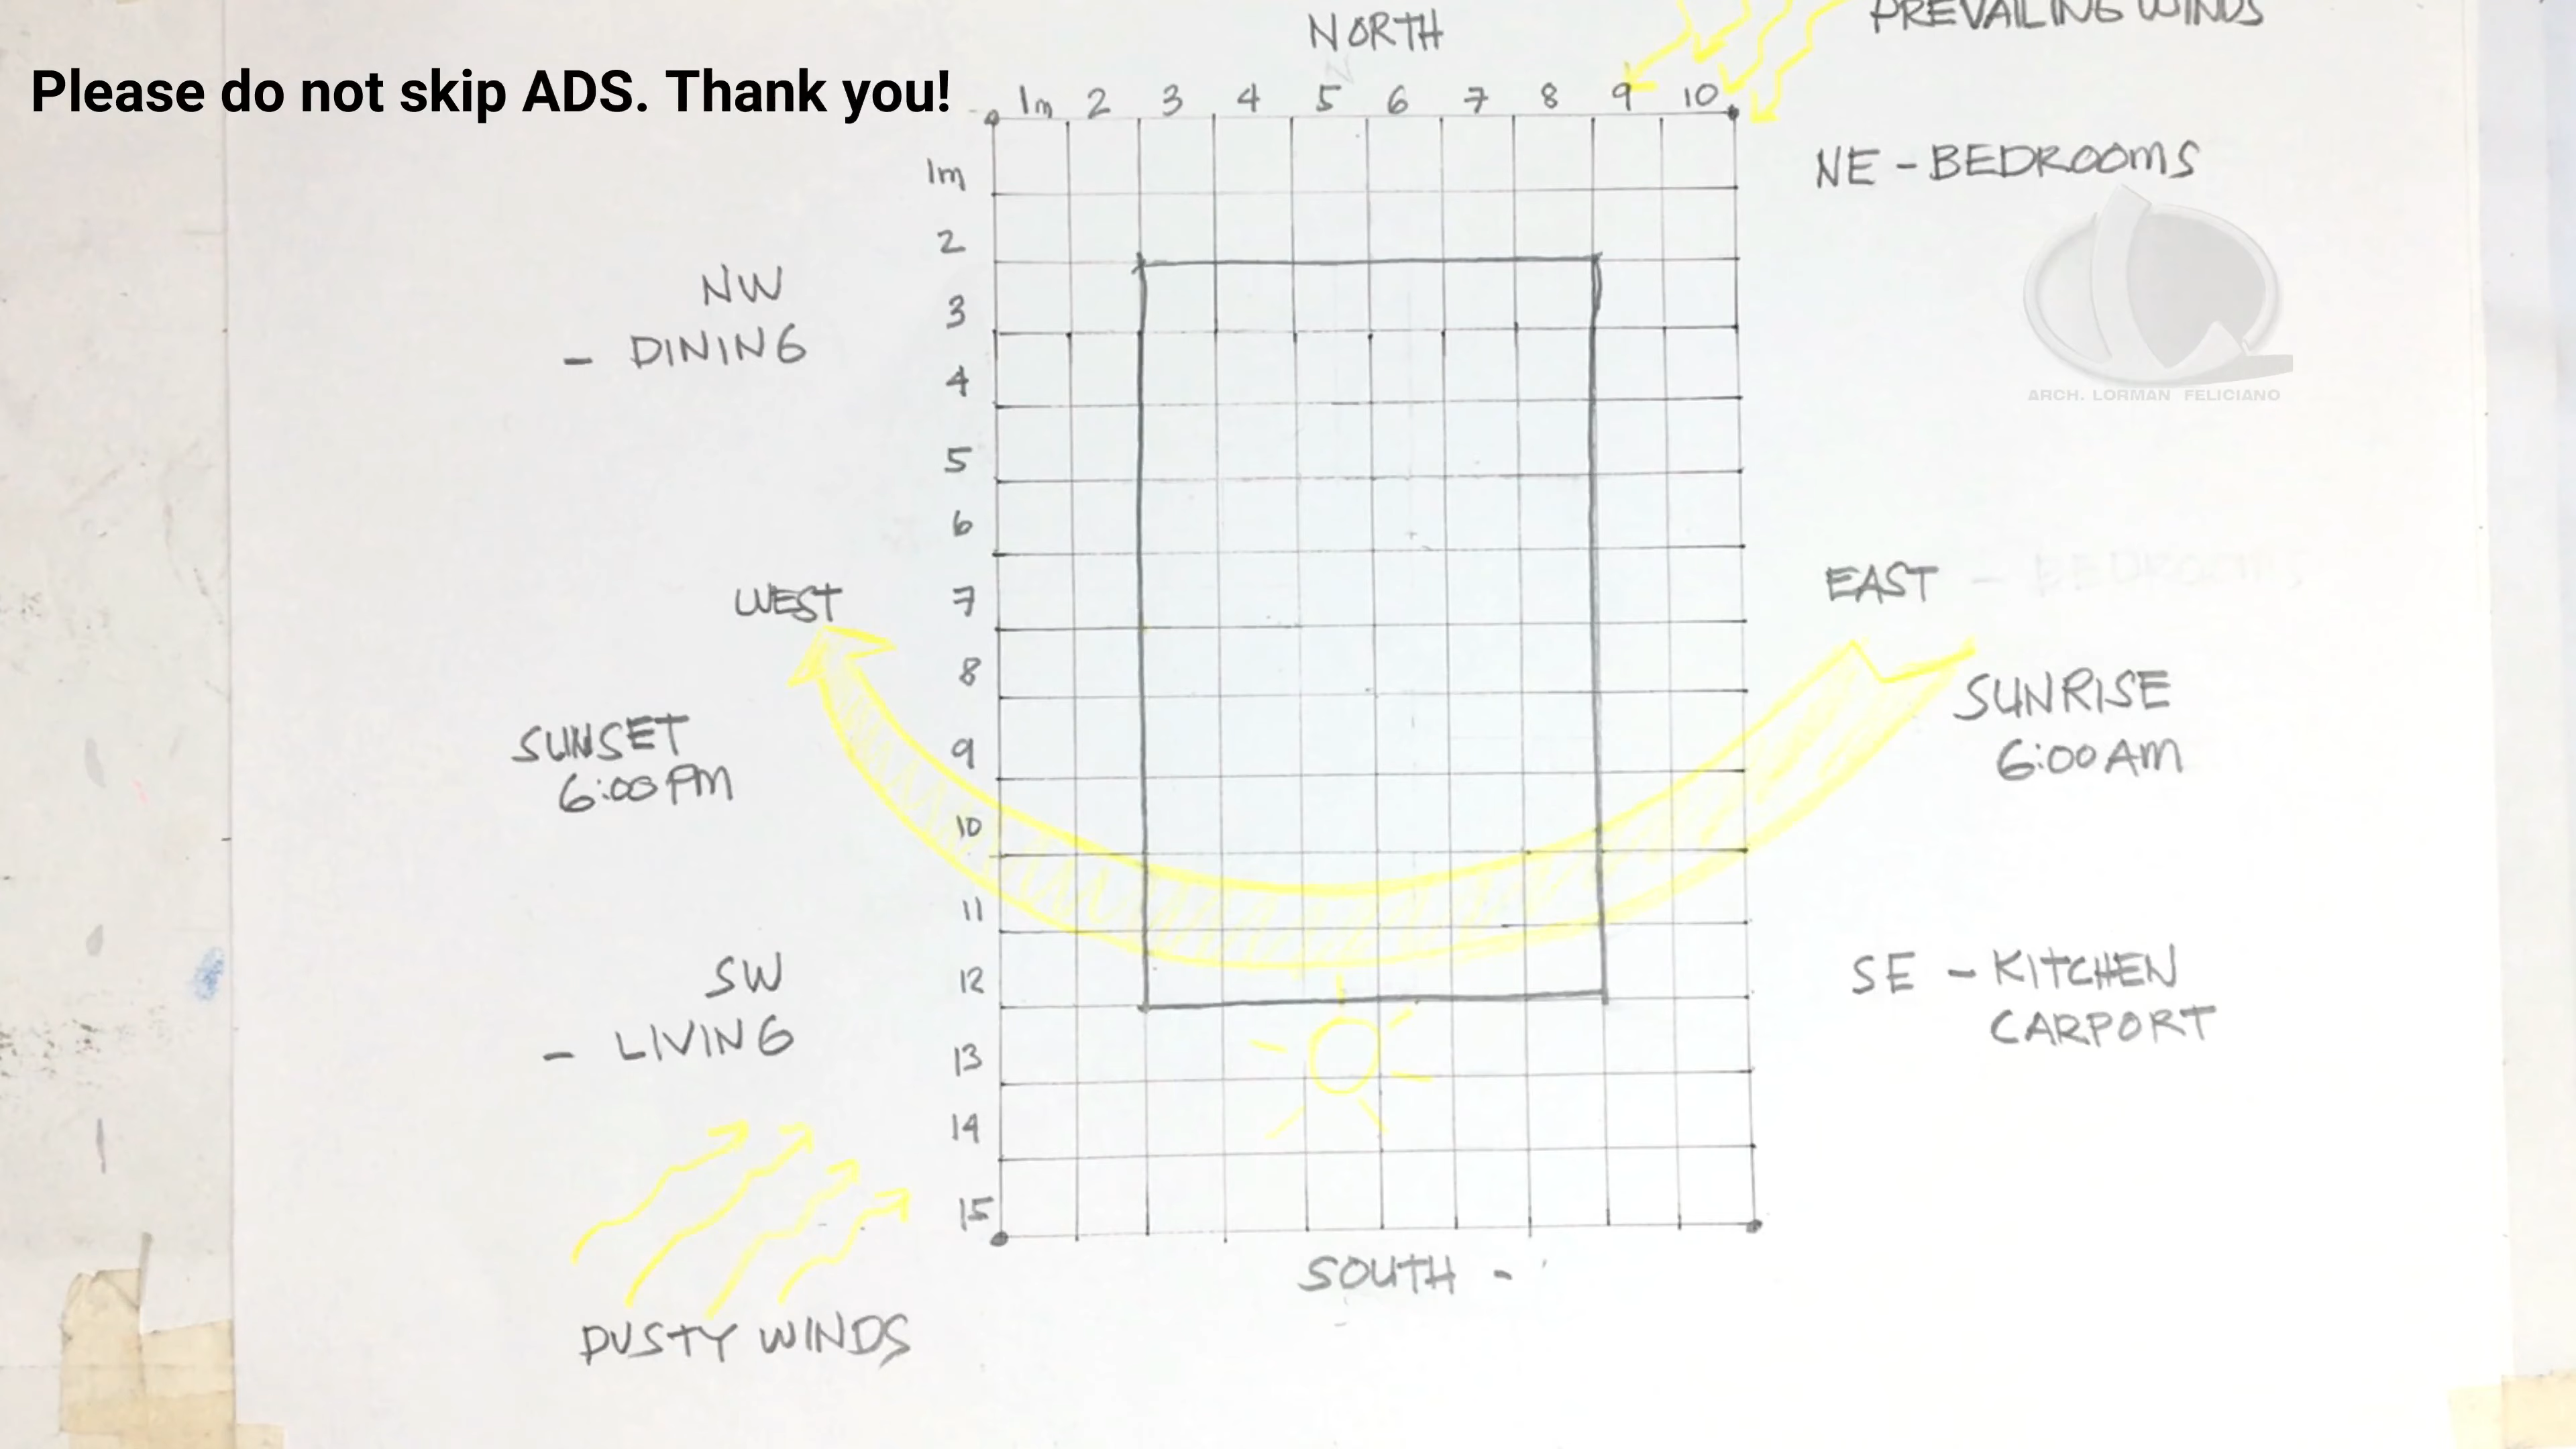 PREVAILING WINDS
NORTH
Please do not skip ADS. Thank you!
1m 2 3 4 5 6 7 8 9 10
1m
2
3
4
5
6
7
8
9
10
11
12
13
14
15
NE - BEDROOMS
ARCH. LORMAN FELICIANO
NW
- DINING
WEST
EAST - BEDROOMS
SUNSET
6:00 PM
SUNRISE
6:00 AM
SW
- LIVING
SE - KITCHEN
CARPORT
SOUTH -
DUSTY WINDS